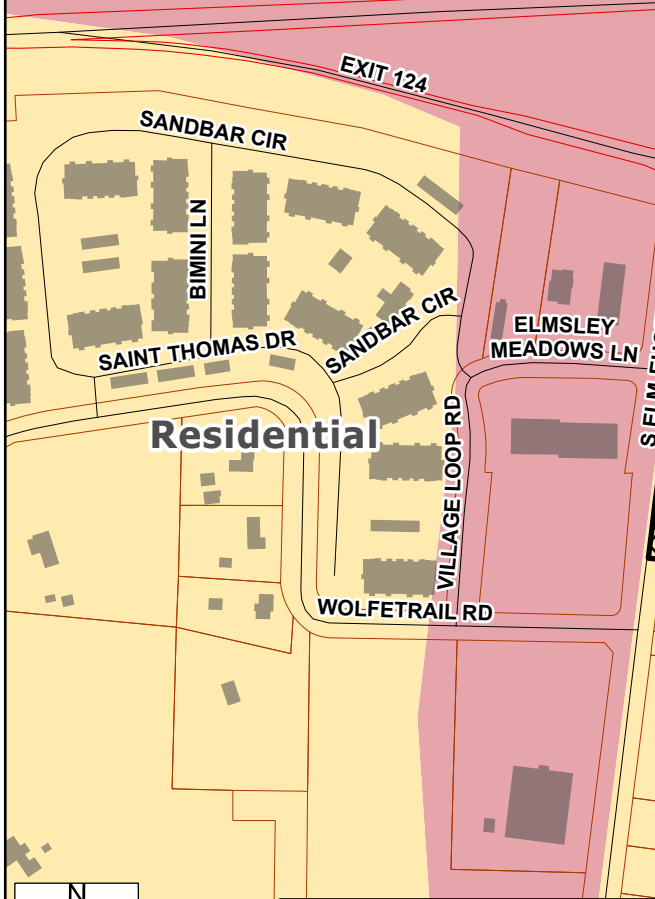 EXIT 124
SANDBAR CIR
BIMINI LN
SANDBAR CIR
ELMSLEY
MEADOWS LN
SAINT THOMAS DR
Residential
VILLAGE LOOP RD
WOLFETRAIL RD
S ELM
N